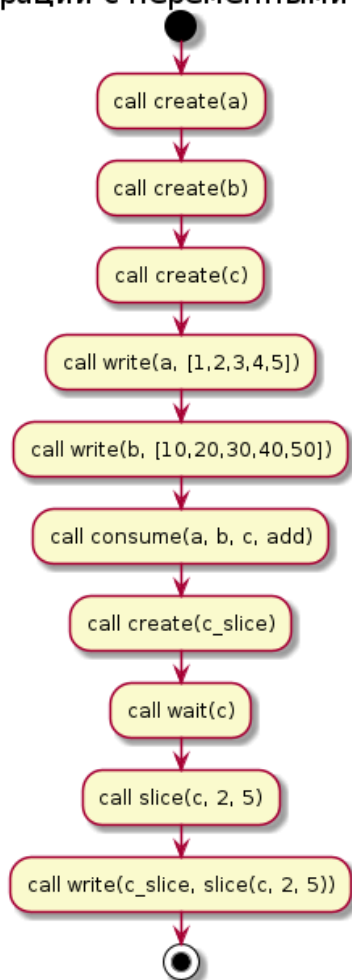 с переменными
call create(a)
call create(b)
call create(c)
call write(a, [1,2,3,4,5])
call write(b, [10,20,30,40,50])
call consume(a, b, c, add)
call create(c_slice)
call wait(c)
call slice(c, 2, 5)
call write(c_slice, slice(c, 2, 5))